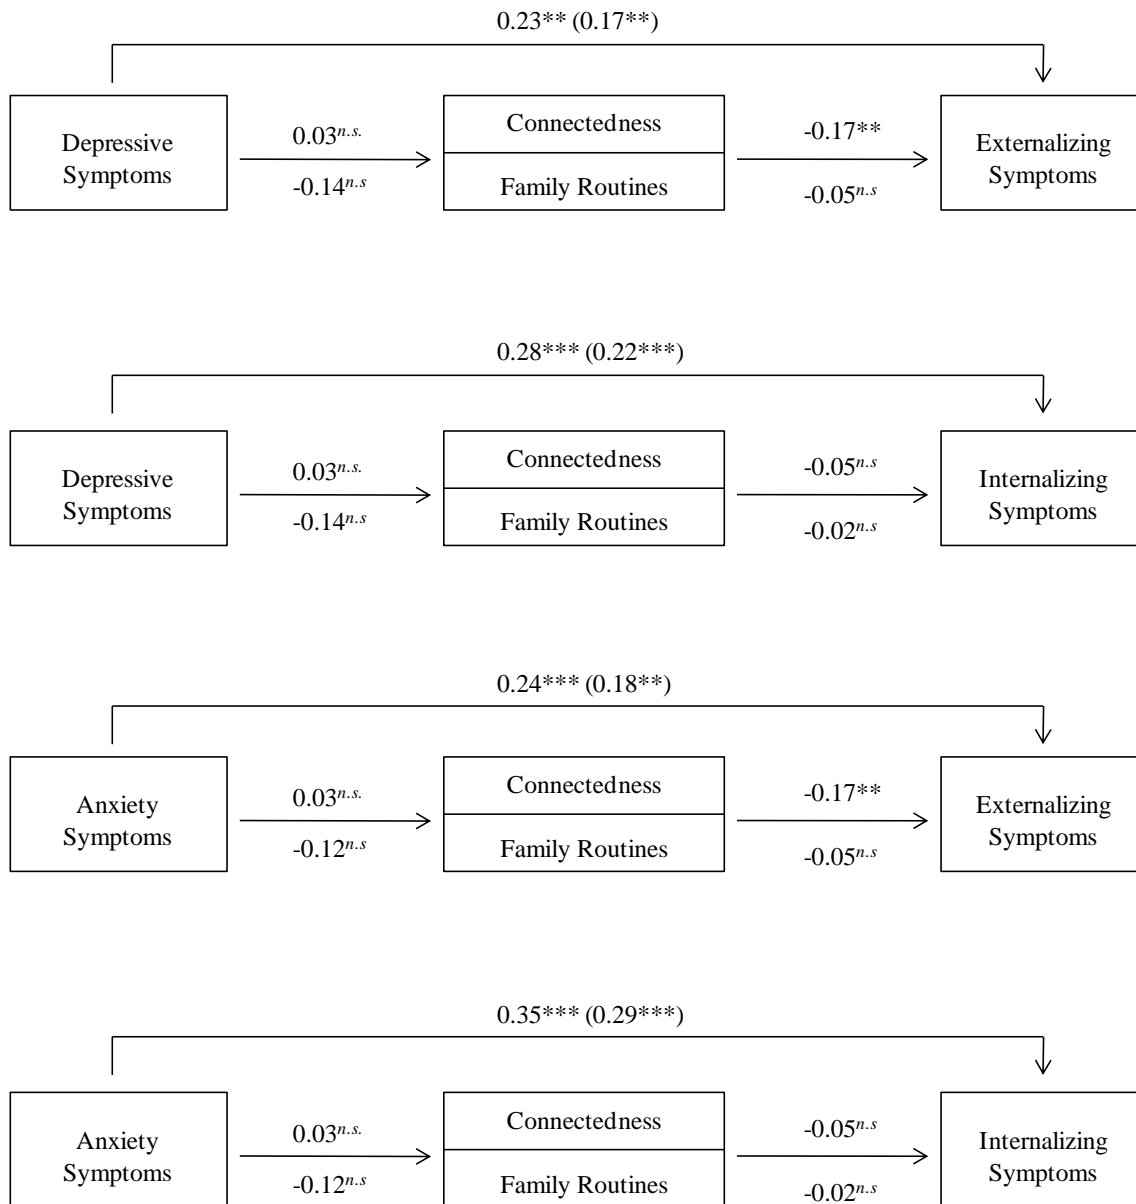 0.23** (0.17**)
Depressive
Symptoms
0.03n.s.
-0.14n.s
Connectedness
Family Routines
-0.17**
-0.05n.s
Externalizing
Symptoms
0.28*** (0.22***)
Depressive
Symptoms
0.03n.s.
-0.14n.s
Connectedness
Family Routines
-0.05n.s
-0.02n.s
Internalizing
Symptoms
0.24*** (0.18**)
Anxiety
Symptoms
0.03n.s.
-0.12n.s
Connectedness
Family Routines
-0.17**
-0.05n.s
Externalizing
Symptoms
0.35*** (0.29***)
Anxiety
Symptoms
0.03n.s.
-0.12n.s
Connectedness
Family Routines
-0.05n.s
-0.02n.s
Internalizing
Symptoms